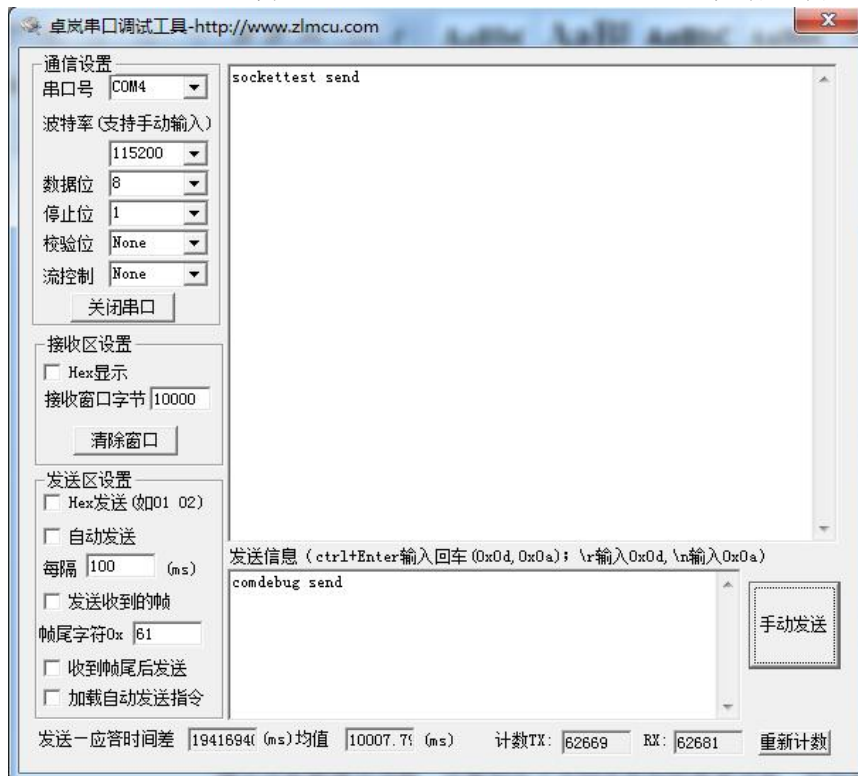 卓岚串口调试工具-http://www.zlmcu.com
通信设置
串口号 COM4
波特率(支持手动输入)
115200
数据位 8
停止位 1
校验位 None
流控制 None
关闭串口
接收区设置
Hex显示
接收窗口字节 10000
清除窗口
发送区设置
Hex发送(如01 02)
自动发送
每隔 100 (ms)
发送收到的帧
帧尾字符0x 61
收到帧尾后发送
加载自动发送指令
sockettest send
发送信息(ctrl+Enter输入回车(0x0d,0x0a); \r输入0x0d,\n输入0x0a)
comdebug send
手动发送
发送一应答时间差 (ms)均值 (ms) 计数TX: 62669 RX: 62681 重新计数